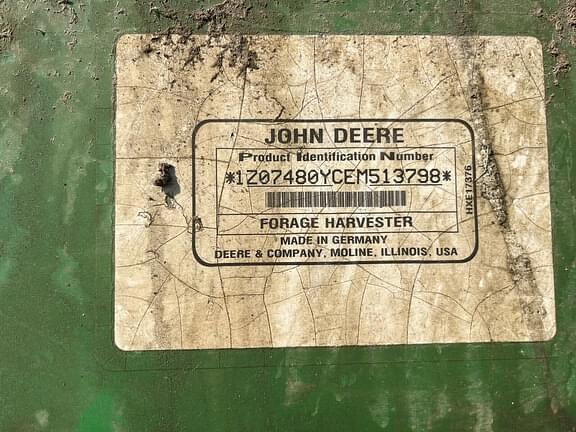 JOHN DEERE
Product Identification Number
*1Z07480YCEM513798*
HXE17376
FORAGE HARVESTER
MADE IN GERMANY
DEERE & COMPANY, MOLINE, ILLINOIS, USA